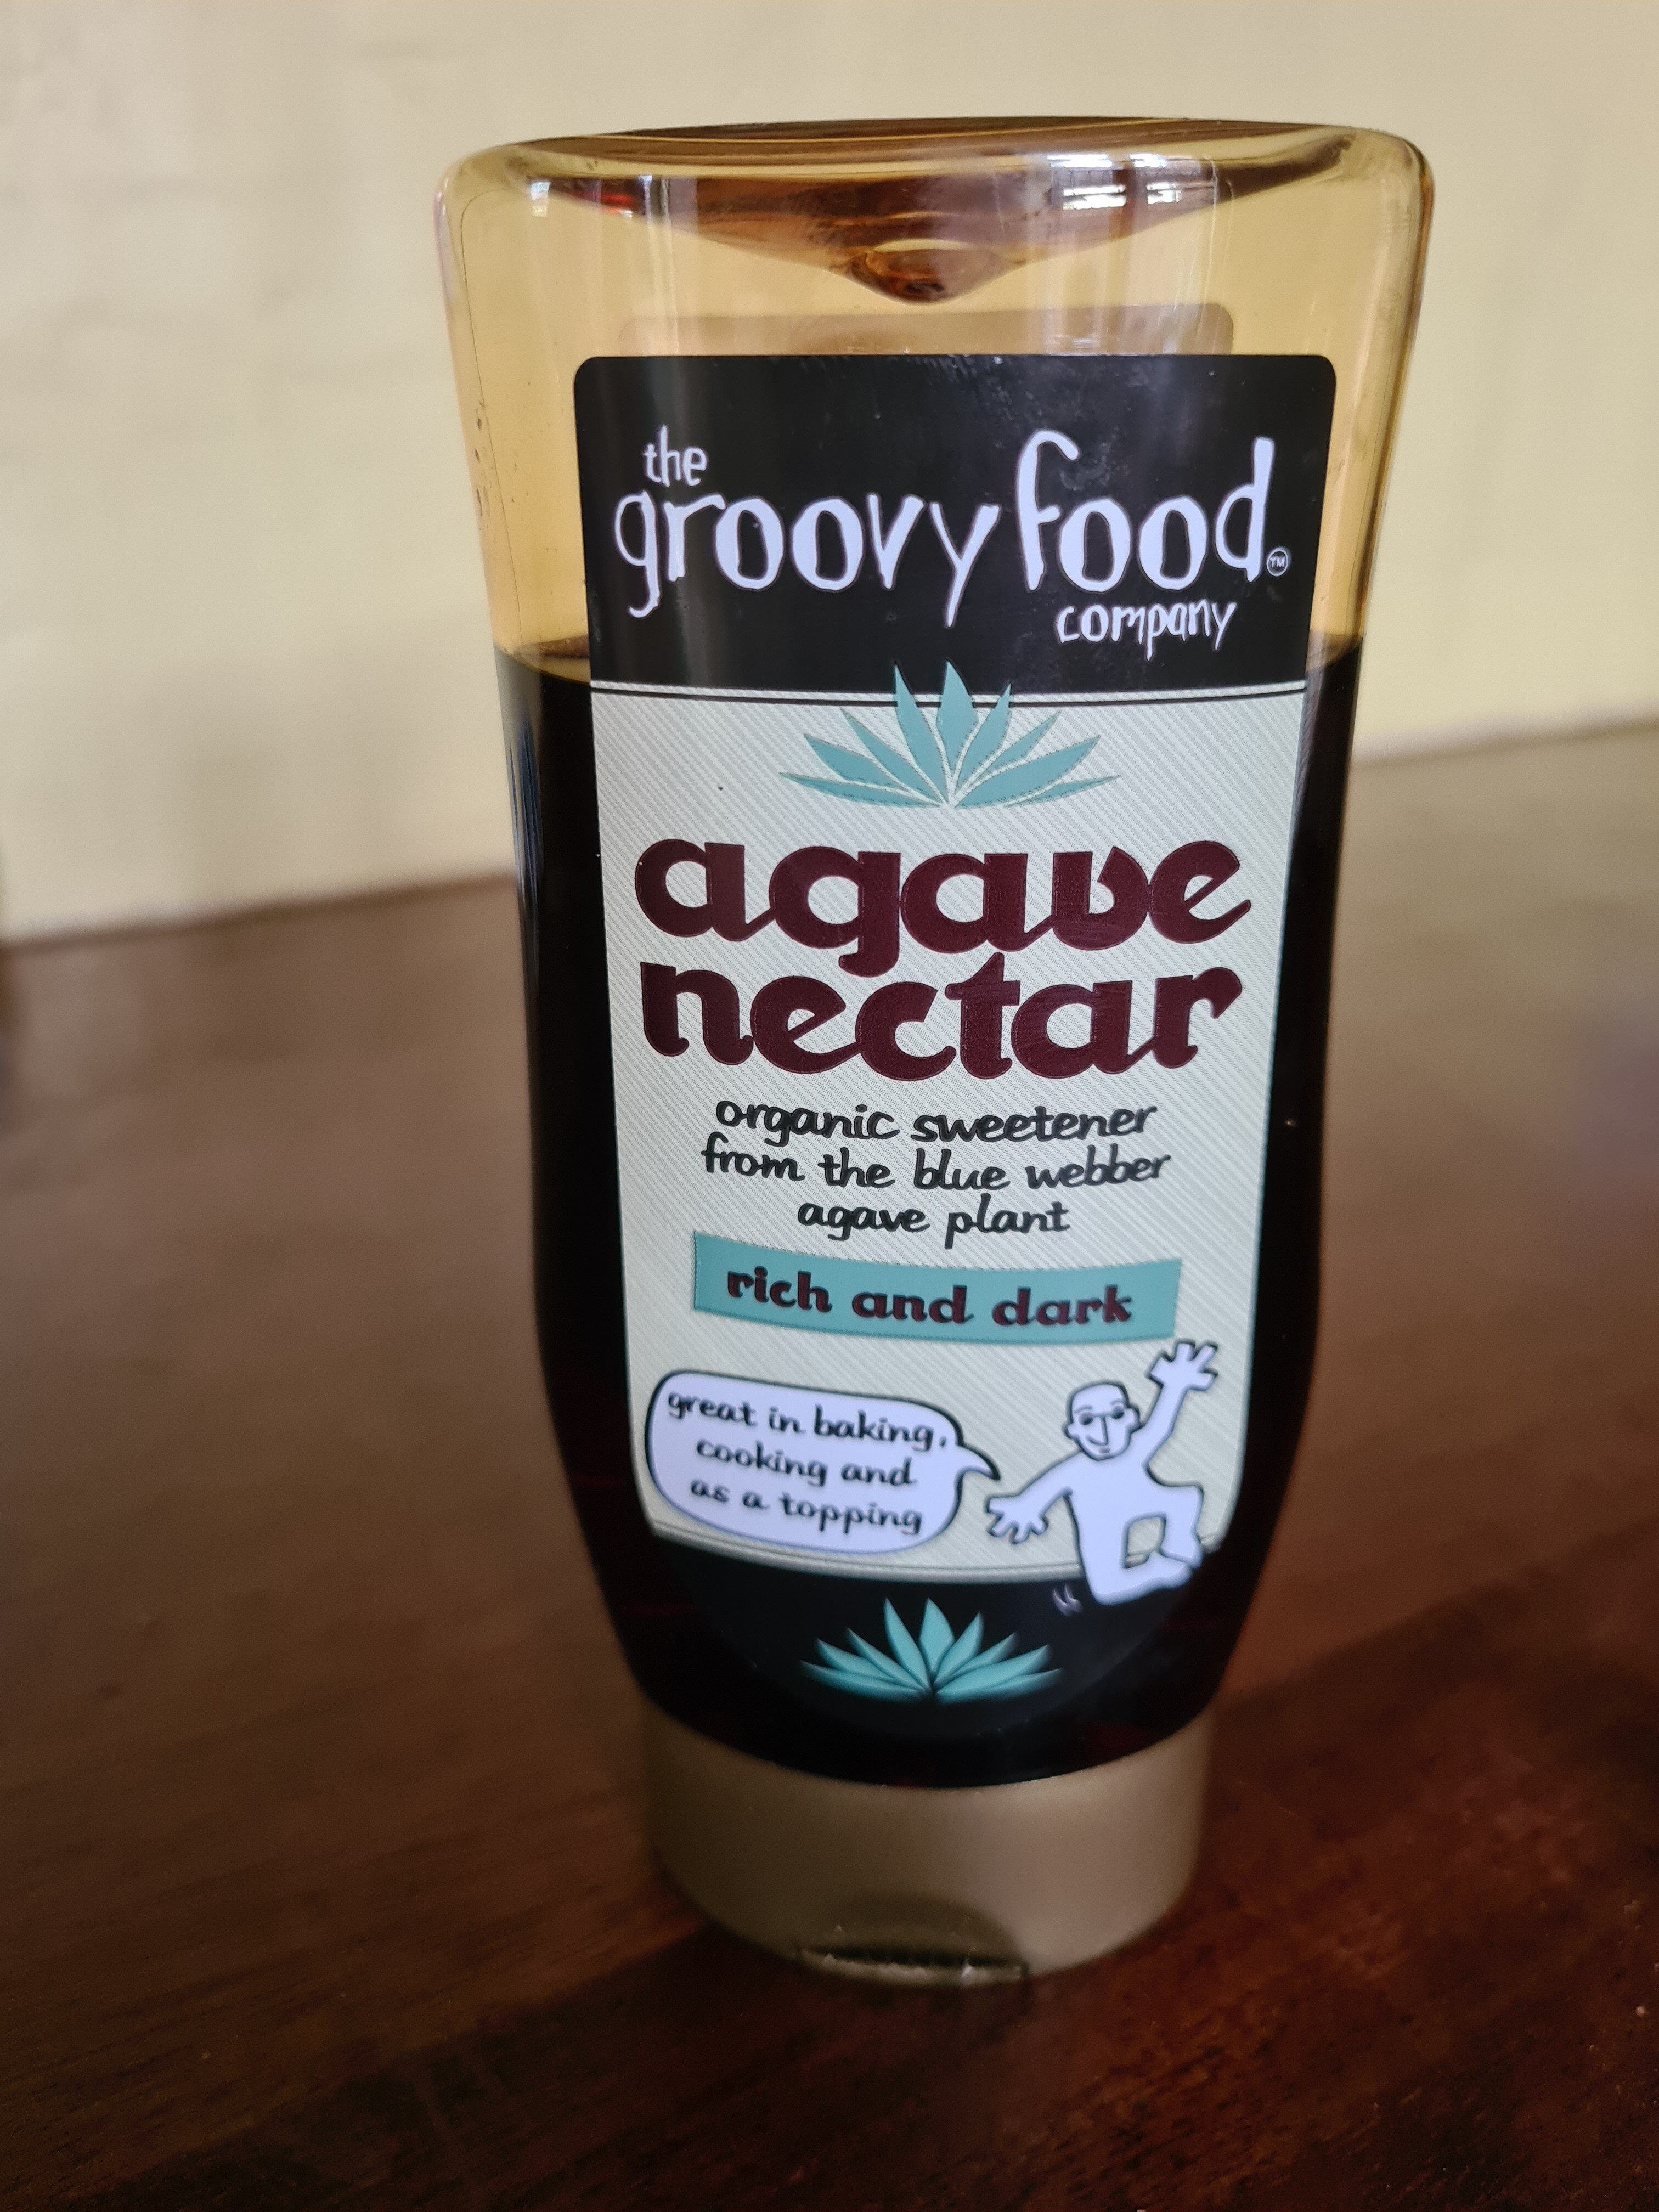 the
groovy food
company
TM
agave
nectar
organic sweetener
from the blue webber
agave plant
rich and dark
great in baking,
cooking and
as a topping